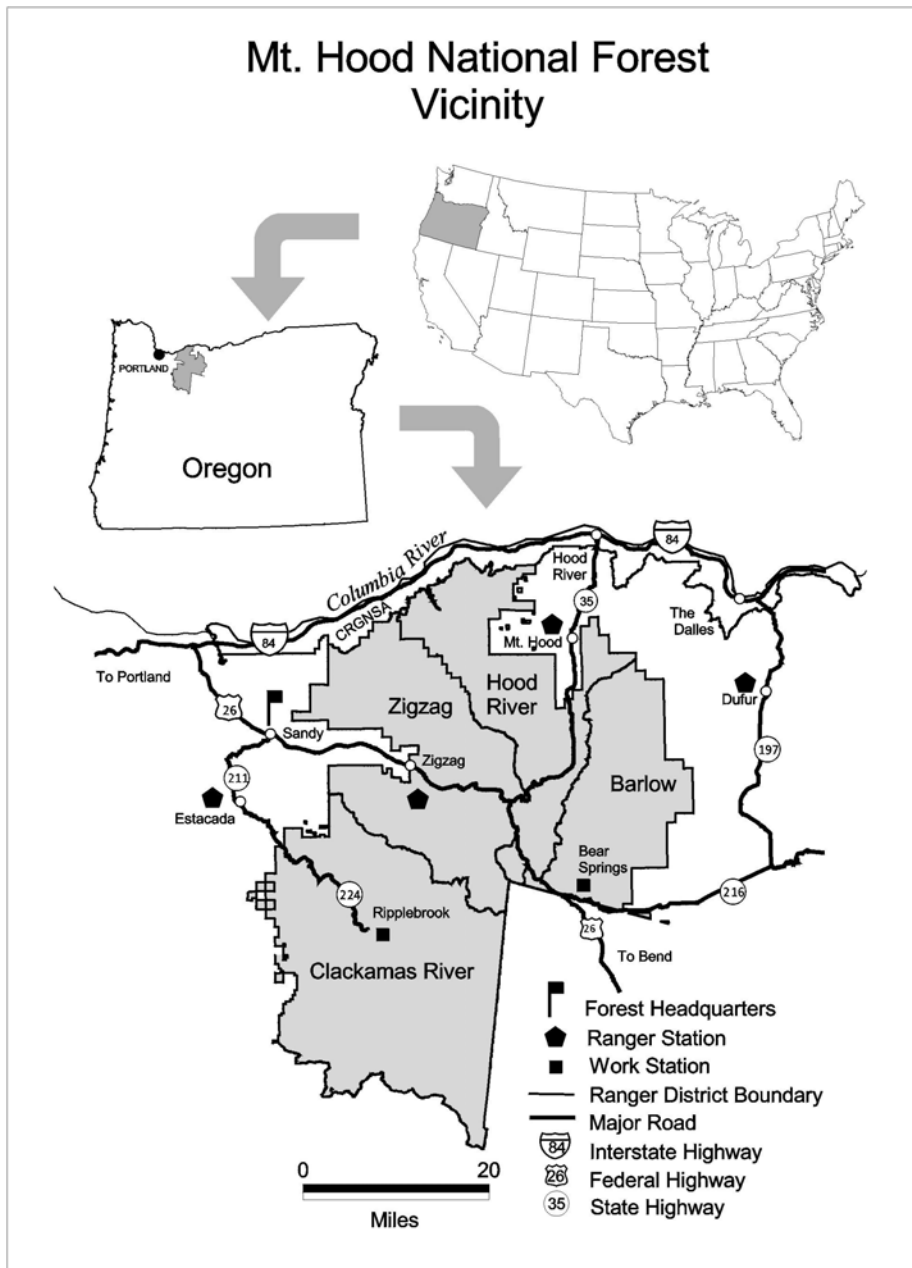 Mt. Hood National Forest
Vicinity
PORTLAND
Oregon
Columbia River
84
Hood
River
84
CRGNSA
35
The
Dalles
Mt. Hood
84
To Portland
Hood
River
Zigzag
Dufur
26
Sandy
Zigzag
197
211
Barlow
Estacada
Bear
Springs
224
216
Ripplebrook
26
To Bend
Clackamas River
Forest Headquarters
Ranger Station
Work Station
Ranger District Boundary
Major Road
84 Interstate Highway
26 Federal Highway
35 State Highway
0 20
Miles